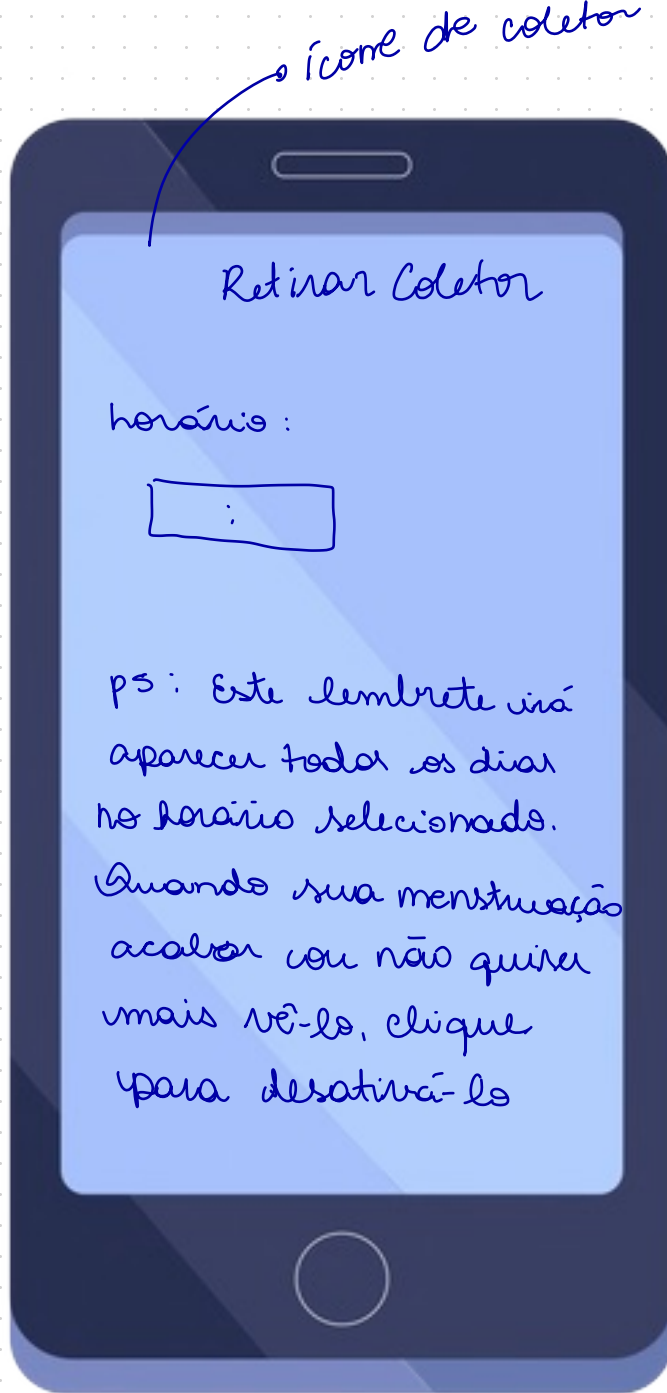 ícone de coletor
Retirar Coletor
horário:
:
ps: Este lembrete irá
aparecer todos os dias
no horário selecionado.
Quando sua menstruação
acabar ou não quiser
mais vê-lo, clique
para desativá-lo